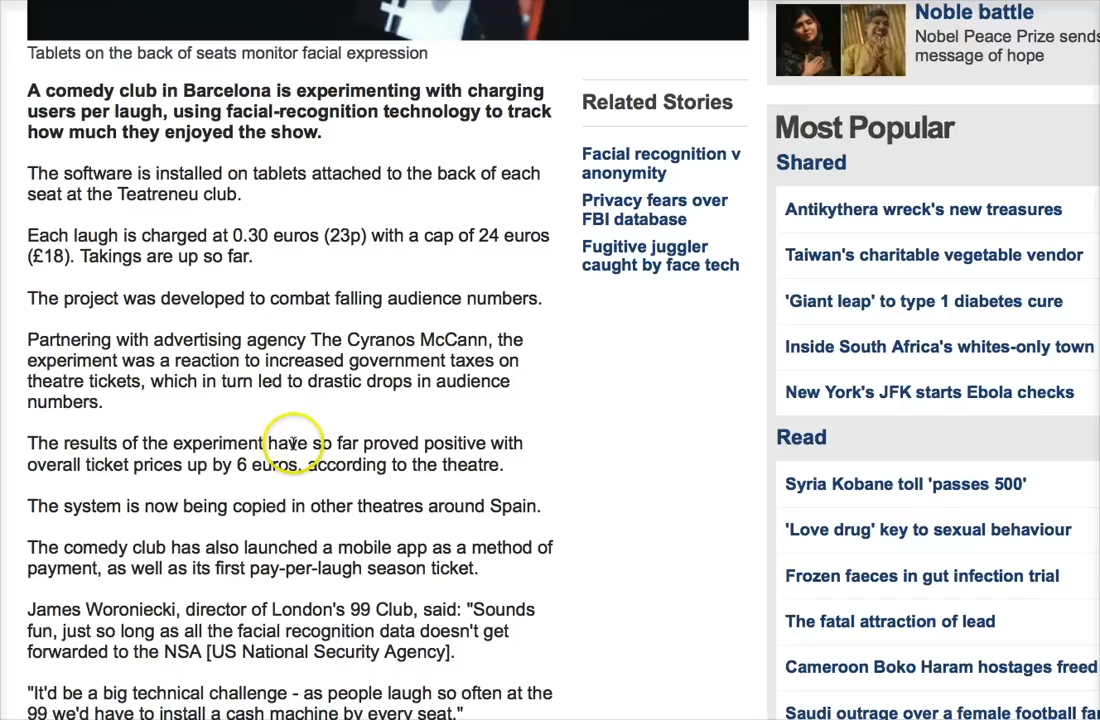 Tablets on the back of seats monitor facial expression
A comedy club in Barcelona is experimenting with charging
users per laugh, using facial-recognition technology to track
how much they enjoyed the show.
The software is installed on tablets attached to the back of each
seat at the Teatreneu club.
Each laugh is charged at 0.30 euros (23p) with a cap of 24 euros
(£18). Takings are up so far.
The project was developed to combat falling audience numbers.
Partnering with advertising agency The Cyranos McCann, the
experiment was a reaction to increased government taxes on
theatre tickets, which in turn led to drastic drops in audience
numbers.
The results of the experiment have so far proved positive with
overall ticket prices up by 6 euros, according to the theatre.
The system is now being copied in other theatres around Spain.
The comedy club has also launched a mobile app as a method of
payment, as well as its first pay-per-laugh season ticket.
James Woroniecki, director of London's 99 Club, said: "Sounds
fun, just so long as all the facial recognition data doesn't get
forwarded to the NSA [US National Security Agency].
"It'd be a big technical challenge - as people laugh so often at the
99 we'd have to install a cash machine by every seat."
Related Stories
Facial recognition v
anonymity
Privacy fears over
FBI database
Fugitive juggler
caught by face tech
Noble battle
Nobel Peace Prize sends
message of hope
Most Popular
Shared
Antikythera wreck's new treasures
Taiwan's charitable vegetable vendor
'Giant leap' to type 1 diabetes cure
Inside South Africa's whites-only town
New York's JFK starts Ebola checks
Read
Syria Kobane toll 'passes 500'
'Love drug' key to sexual behaviour
Frozen faeces in gut infection trial
The fatal attraction of lead
Cameroon Boko Haram hostages freed
Saudi outrage over a female football fa